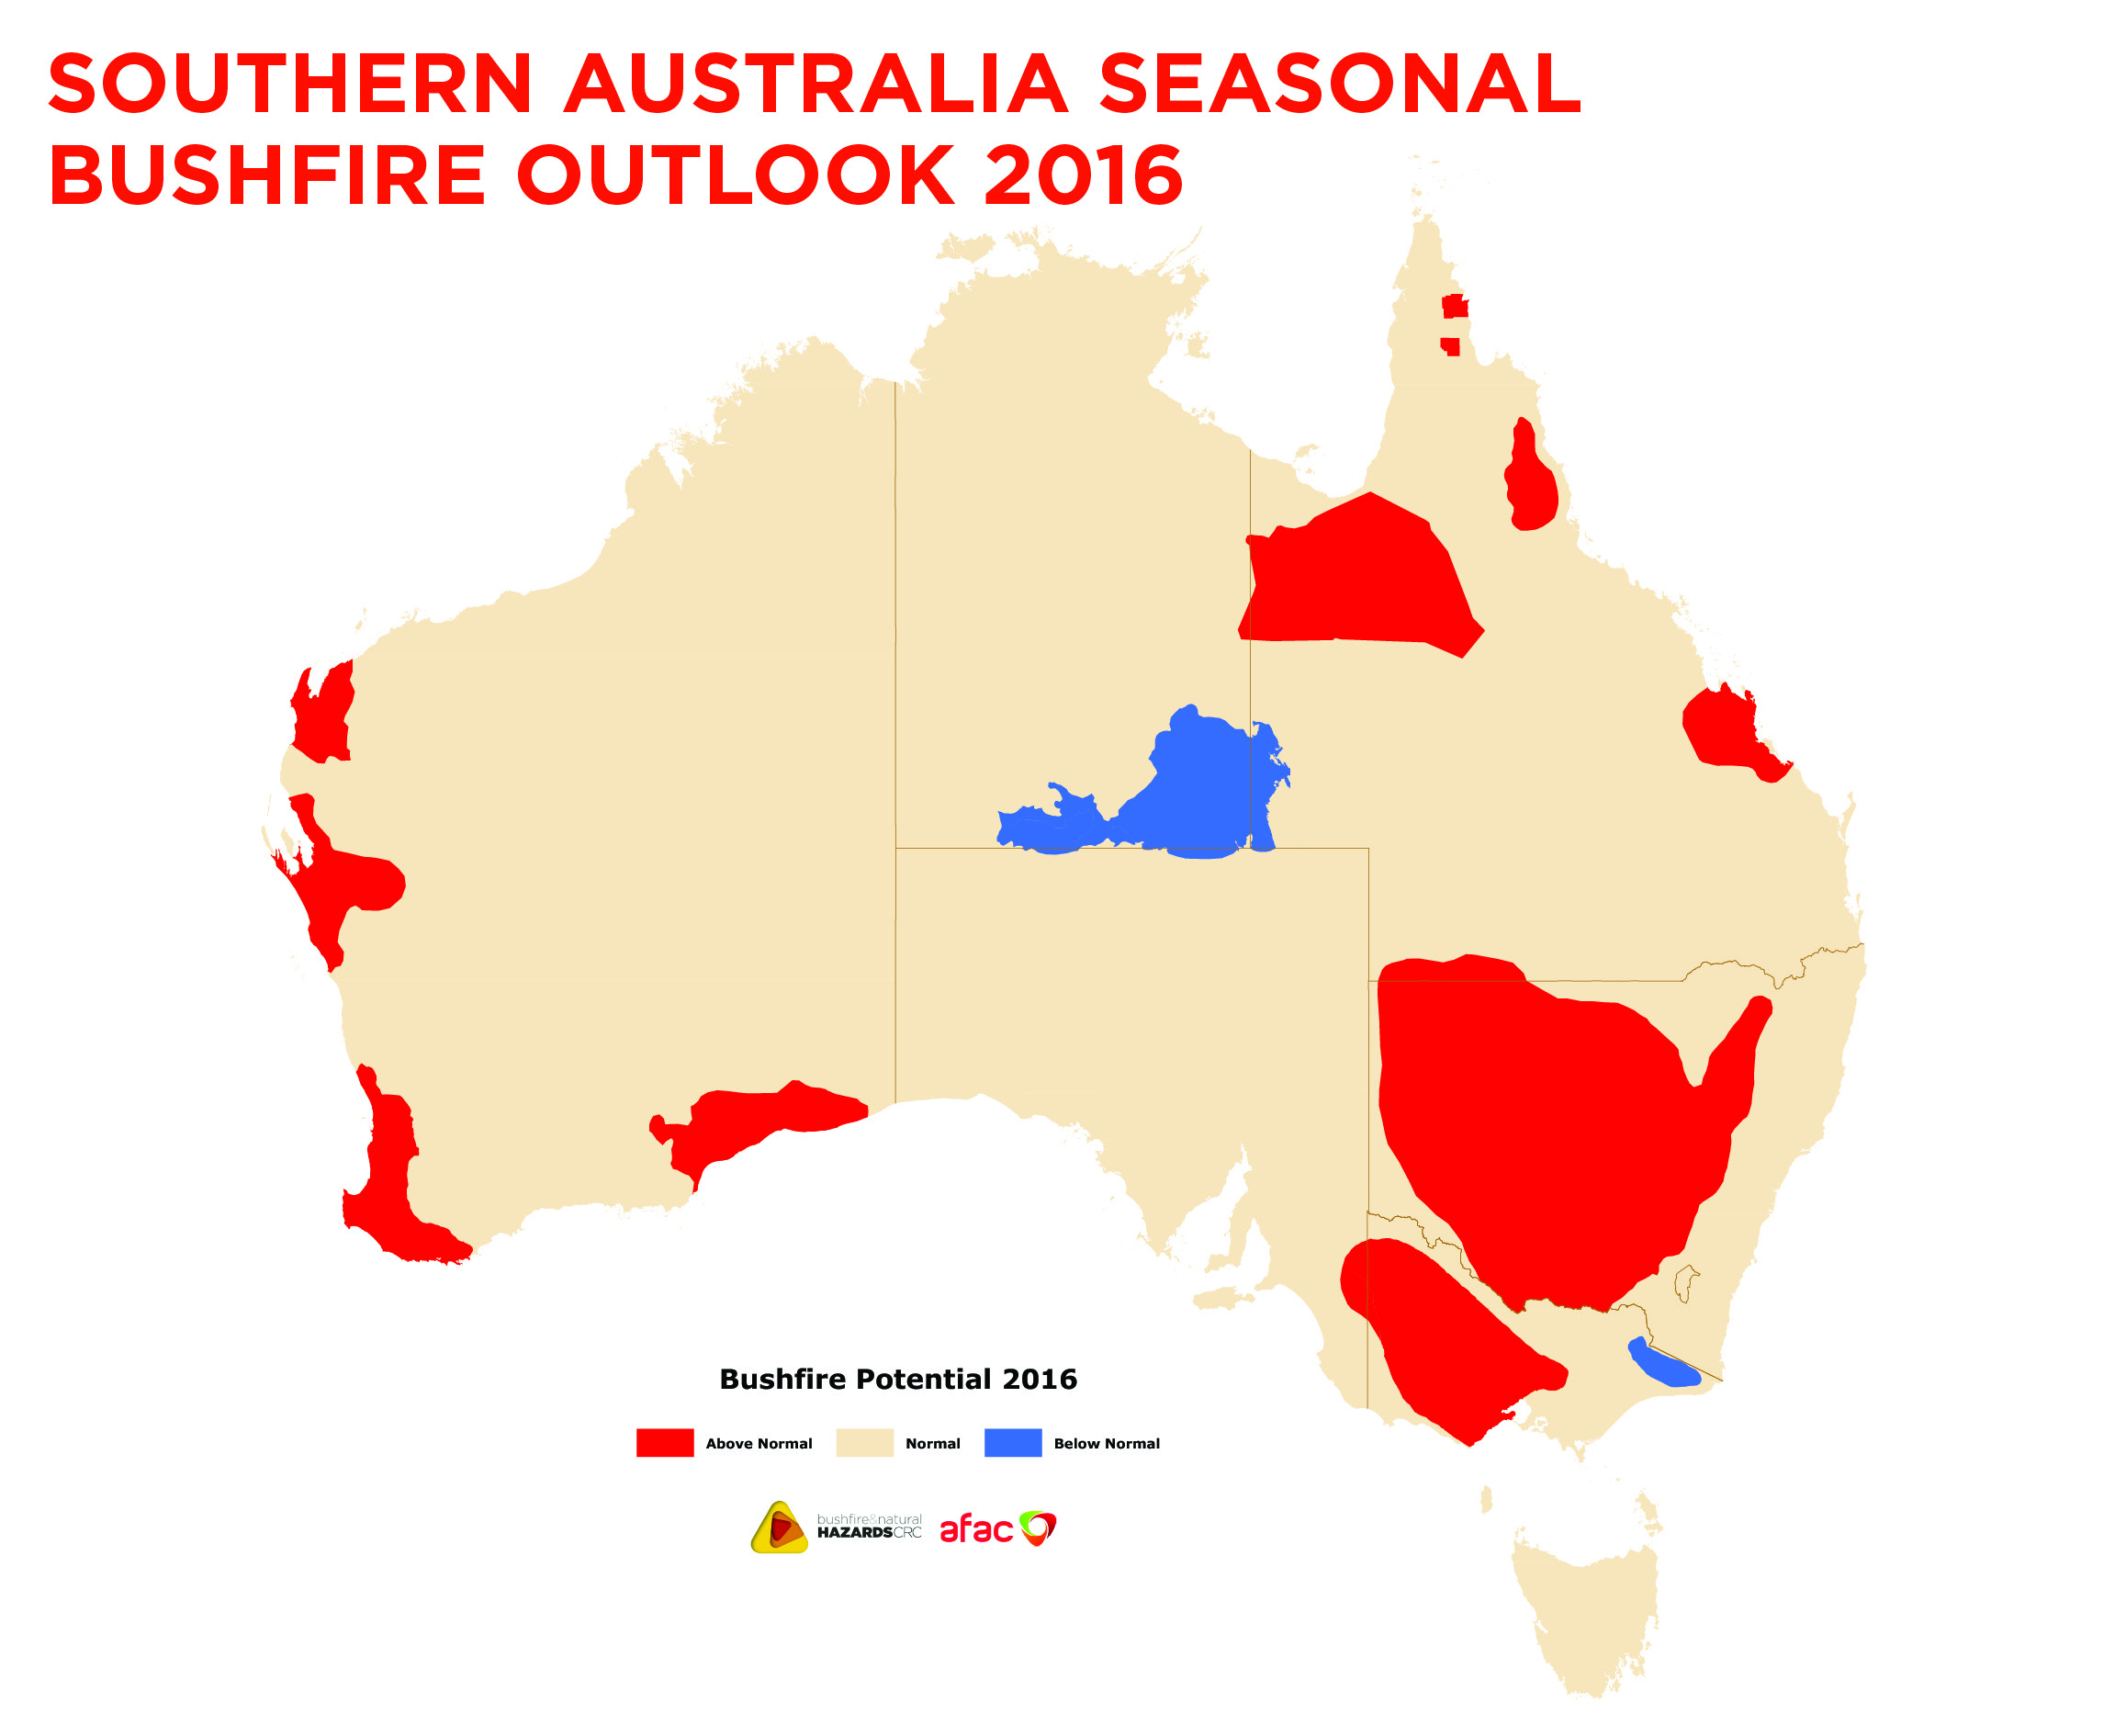 SOUTHERN AUSTRALIA SEASONAL
BUSHFIRE OUTLOOK 2016
Bushfire Potential 2016
Above Normal Normal Below Normal
bushfire&natural
HAZARDSCRC
afac